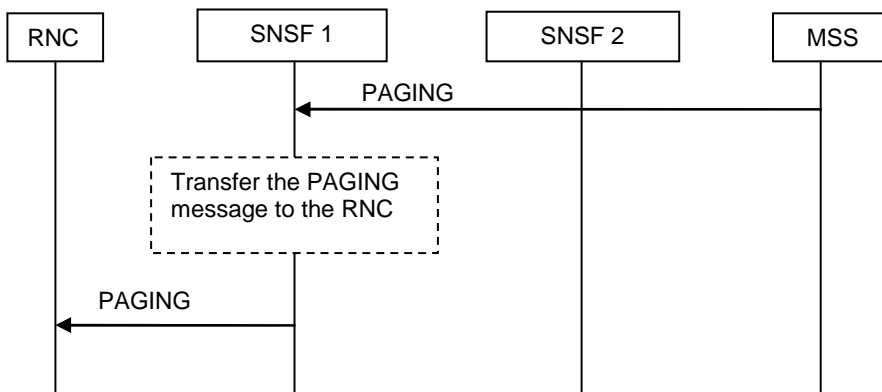 RNC
SNSF 1
SNSF 2
MSS
PAGING
Transfer the PAGING
message to the RNC
PAGING